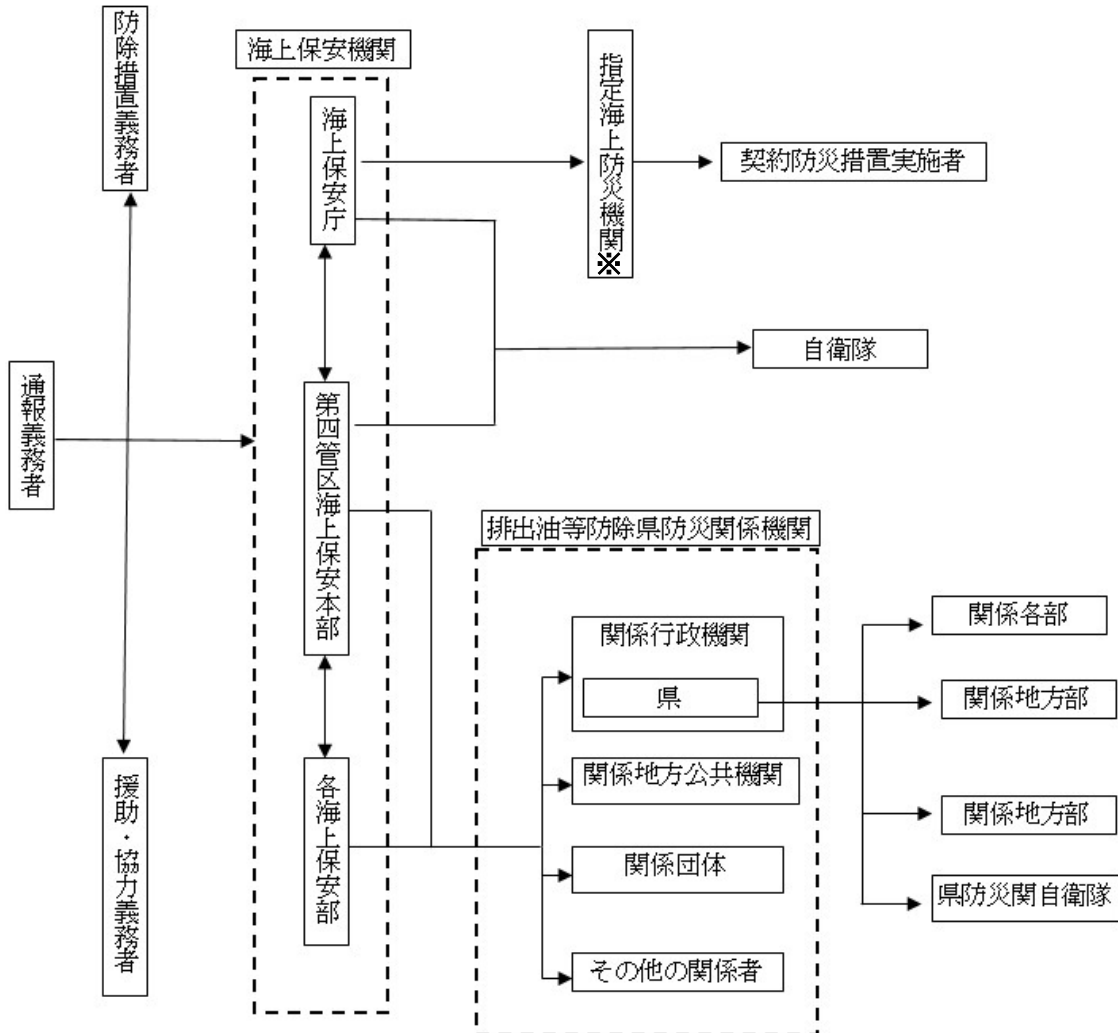 防除措置義務者
海上保安機関
海上保安庁
指定海上防災機関※
契約防災措置実施者
自衛隊
通報義務者
第四管区海上保安本部
排出油等防除県防災関係機関
関係行政機関
県
関係各部
関係地方部
関係地方公共機関
関係地方部
援助・協力義務者
各海上保安部
関係団体
県防災関自衛隊
その他の関係者